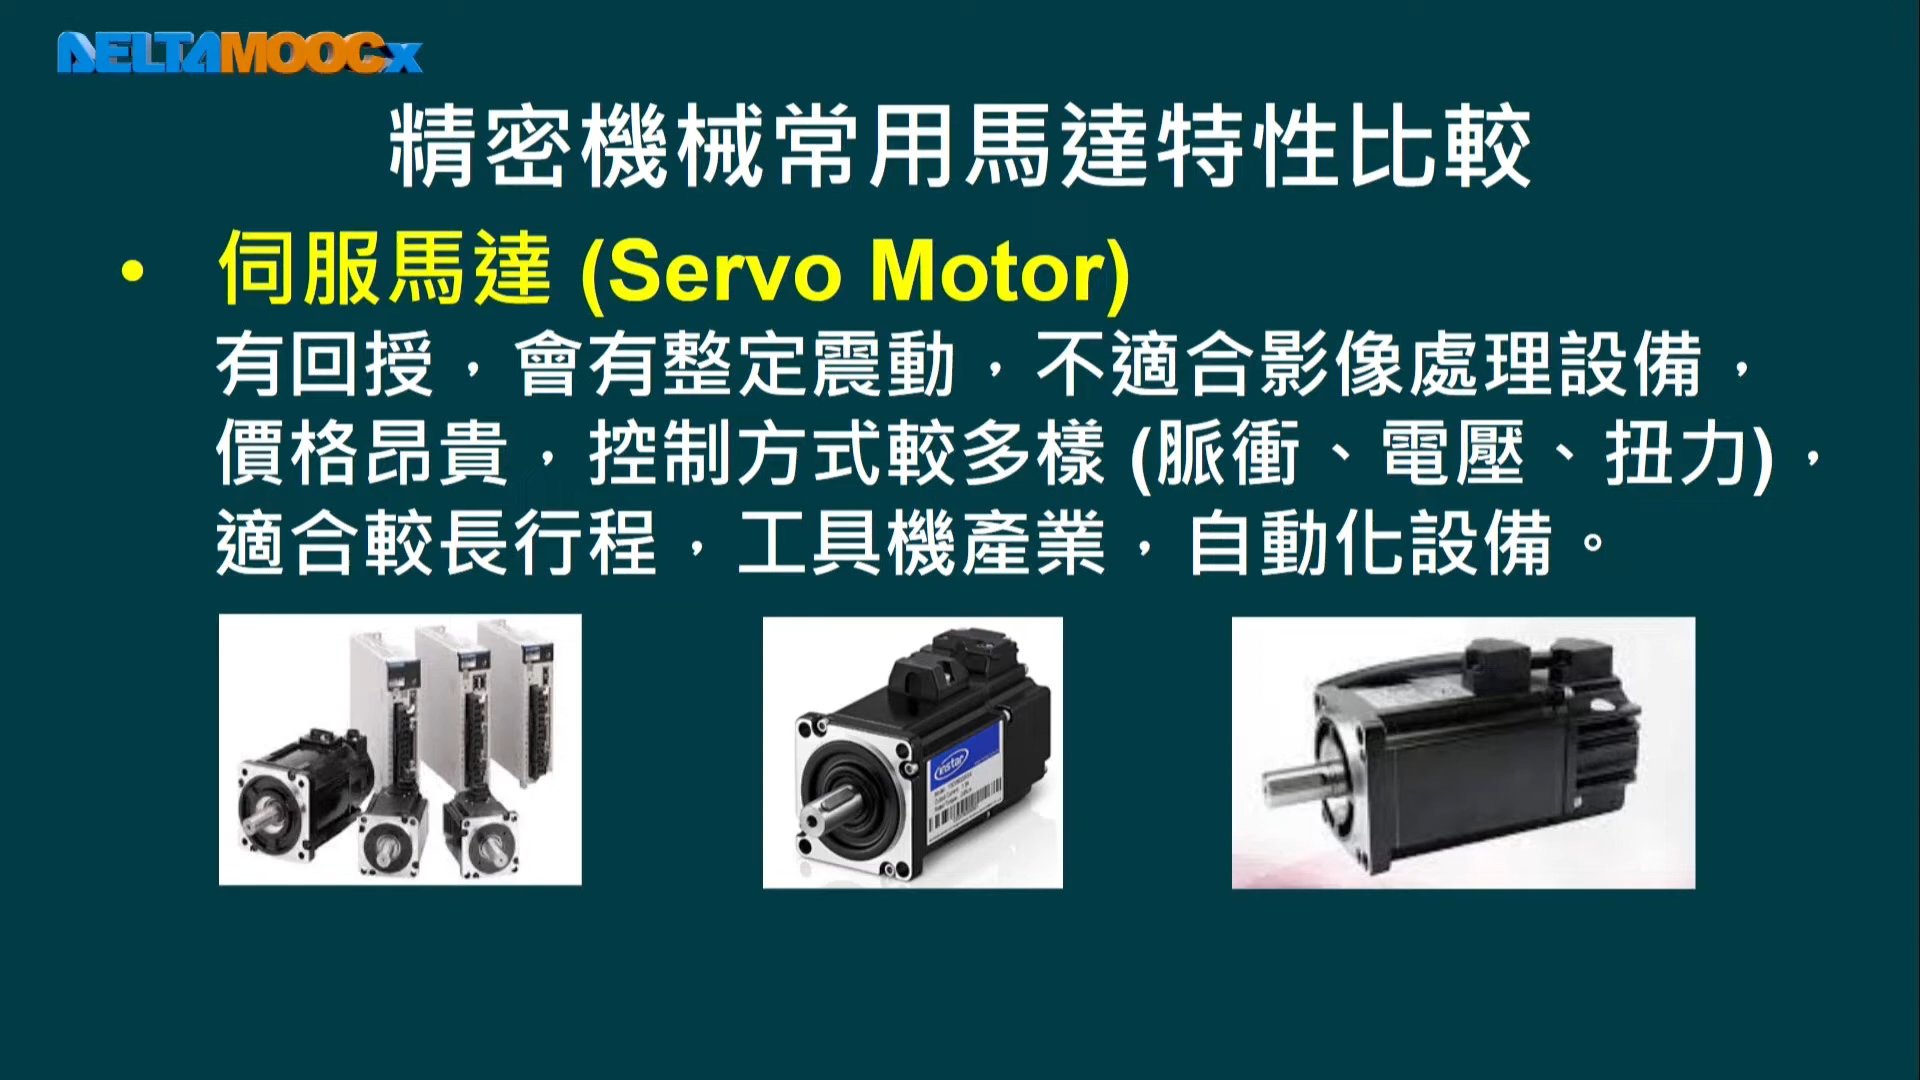 DELTAMOOCx
精密機械常用馬達特性比較
• 伺服馬達 (Servo Motor)
有回授，會有整定震動，不適合影像處理設備，
價格昂貴，控制方式較多樣 (脈衝、電壓、扭力)，
適合較長行程，工具機產業，自動化設備。
instar